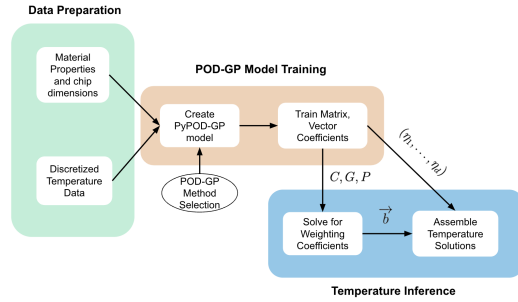 Data Preparation
Material
Properties
and chip
dimensions
Discretized
Temperature
Data
POD-GP Model Training
Create
PyPOD-GP
model
Train Matrix,
Vector
Coefficients
POD-GP
Method
Selection
(η₁, . . . , η_d)
C, G, P
Solve for
Weighting
Coefficients
b
Assemble
Temperature
Solutions
Temperature Inference